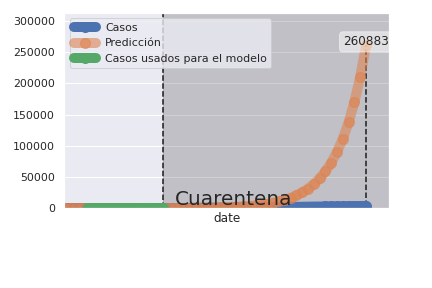 300000
250000
200000
150000
100000
50000
0
Casos
Predicción
Casos usados para el modelo
260883
Cuarentena
date